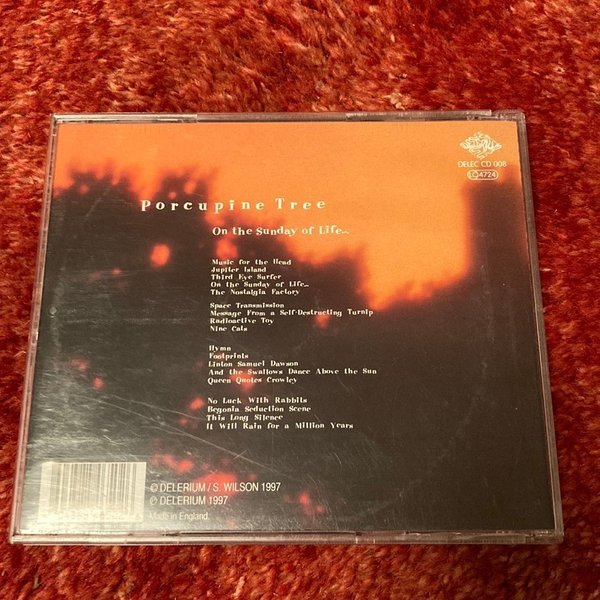 DELEC CD 008
LC 4724
Porcupine Tree
On the Sunday of Life...
Music for the Head
Jupiter Island
Third Eye Surfer
On the Sunday of Life...
The Nostalgia Factory
Space Transmission
Message From a Self-Destructing Turnip
Radioactive Toy
Nine Cats
Hymn
Footprints
Linton Samuel Dawson
And the Swallows Dance Above the Sun
Queen Quotes Crowley
No Luck With Rabbits
Begonia Seduction Scene
This Long Silence
It Will Rain for a Million Years
© DELERIUM / S. WILSON 1997
℗ DELERIUM 1997
Made in England.